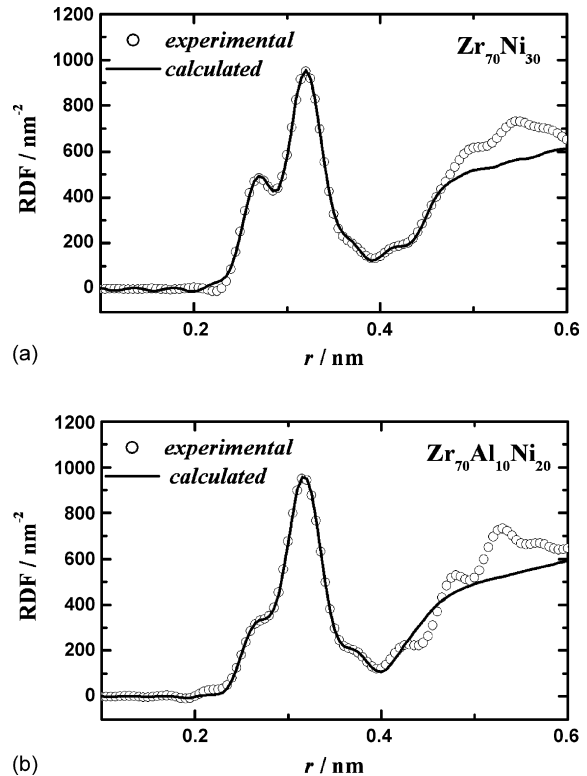 1200
1000
800
600
400
200
0
RDF / nm⁻²
experimental
calculated
Zr₇₀Ni₃₀
0.2
0.4
0.6
r / nm
(a)
1200
1000
800
600
400
200
0
RDF / nm⁻²
experimental
calculated
Zr₇₀Al₁₀Ni₂₀
0.2
0.4
0.6
r / nm
(b)